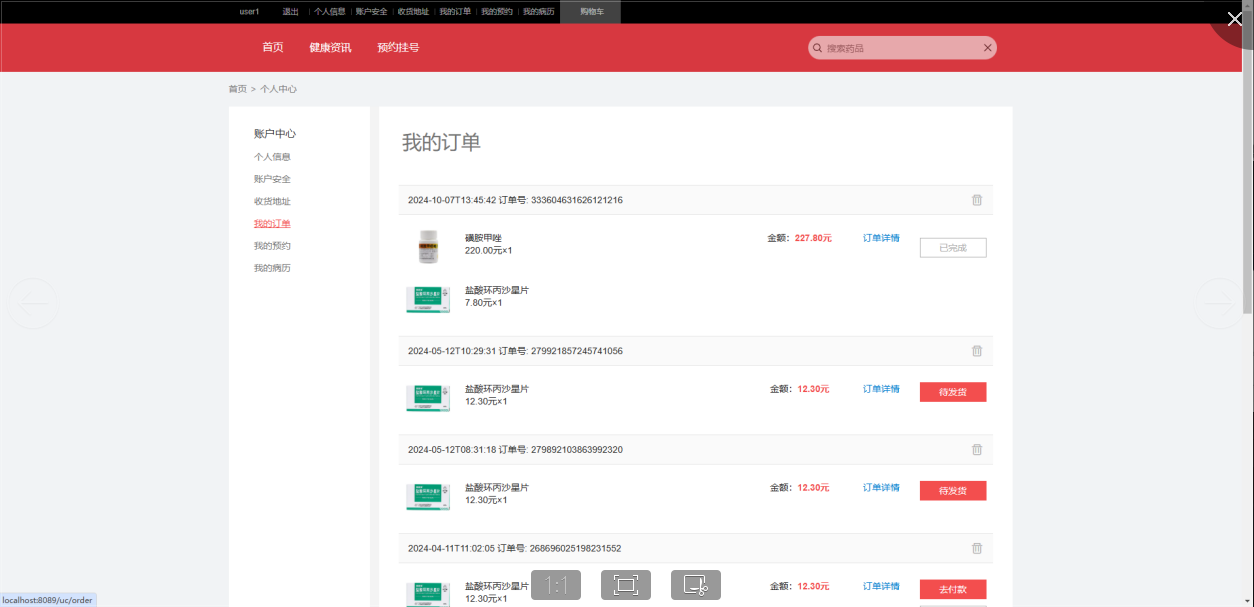 user1 退出 个人信息 账户安全 收货地址 我的订单 我的预约 我的病历 购物车
首页 健康资讯 预约挂号 搜索药品
首页 > 个人中心
账户中心
个人信息
账户安全
收货地址
我的订单
我的预约
我的病历
我的订单
2024-10-07T13:45:42 订单号: 333604631626121216
磺胺甲唑 金额：227.80元 订单详情
220.00元×1 已完成
盐酸环丙沙星片
7.80元×1
2024-05-12T10:29:31 订单号: 279921857245741056
盐酸环丙沙星片 金额：12.30元 订单详情 待发货
12.30元×1
2024-05-12T08:31:18 订单号: 279892103863992320
盐酸环丙沙星片 金额：12.30元 订单详情 待发货
12.30元×1
2024-04-11T11:02:05 订单号: 268696025198231552
盐酸环丙沙星片 金额：12.30元 订单详情 去付款
12.30元×1
1:1
localhost:8089/uc/order